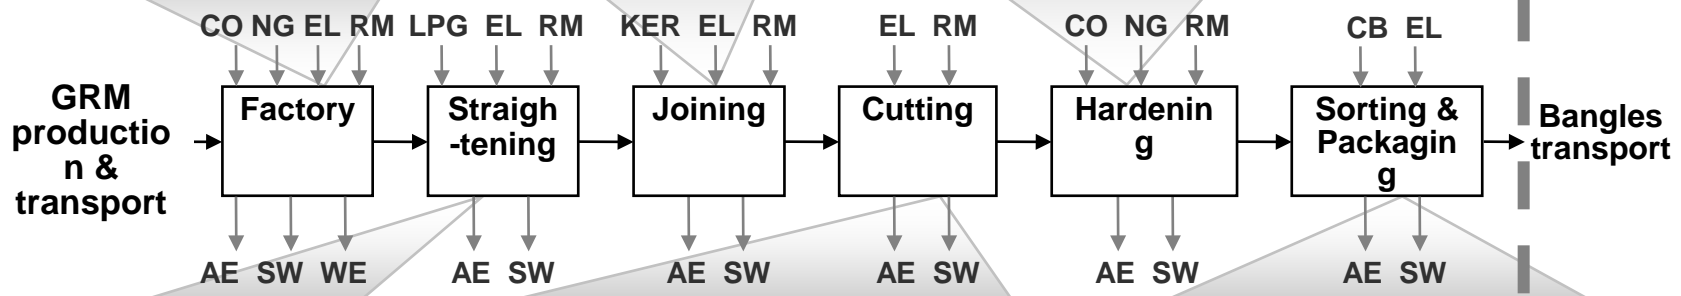 CO NG EL RM LPG EL RM KER EL RM EL RM CO NG RM CB EL
GRM
productio
n &
transport
Factory
Straigh
-tening
Joining
Cutting
Hardenin
g
Sorting &
Packagin
g
Bangles
transport
AE SW WE AE SW AE SW AE SW AE SW AE SW